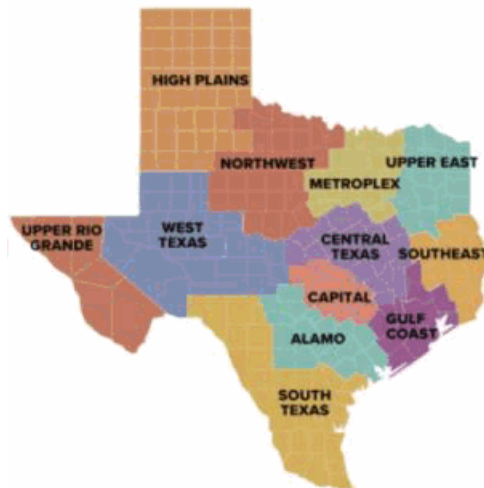 HIGH PLAINS
NORTHWEST
UPPER EAST
METROPLEX
UPPER RIO
GRANDE
WEST
TEXAS
CENTRAL
TEXAS
SOUTHEAST
CAPITAL
GULF
COAST
ALAMO
SOUTH
TEXAS